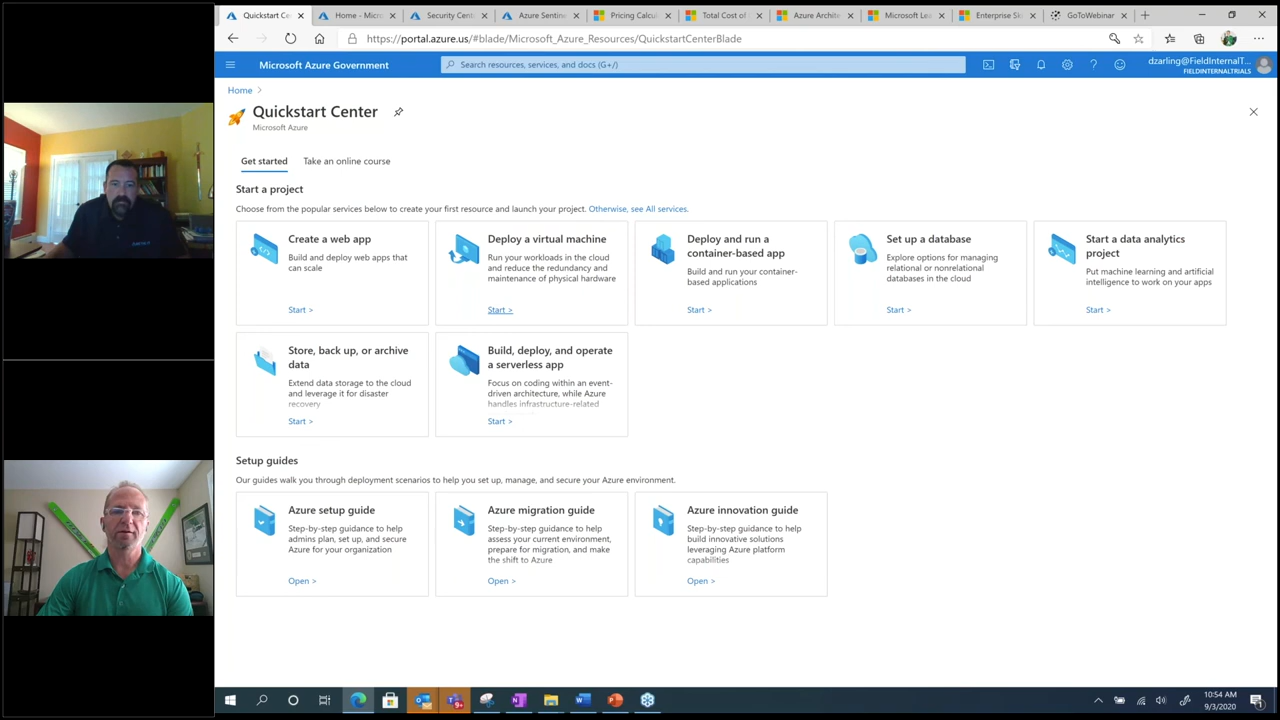 Quickstart Ce
Home - Micr
Security Cent
Azure Sentine
Pricing Calcu
Total Cost of
Azure Archite
Microsoft Lea
Enterprise Sk
GoToWebinar
https://portal.azure.us/#blade/Microsoft_Azure_Resources/QuickstartCenterBlade
Microsoft Azure Government
Search resources, services, and docs (G+/)
dzarling@FieldInternalT...
FIELDINTERNALTRIALS
Home
Quickstart Center
Microsoft Azure
Get started
Take an online course
Start a project
Choose from the popular services below to create your first resource and launch your project. Otherwise, see All services.
Create a web app
Build and deploy web apps that
can scale
Start >
Deploy a virtual machine
Run your workloads in the cloud
and reduce the redundancy and
maintenance of physical hardware
Start >
Deploy and run a
container-based app
Build and run your container-
based applications
Start >
Set up a database
Explore options for managing
relational or nonrelational
databases in the cloud
Start >
Start a data analytics
project
Put machine learning and artificial
intelligence to work on your apps
Start >
Store, back up, or archive
data
Extend data storage to the cloud
and leverage it for disaster
recovery
Start >
Build, deploy, and operate
a serverless app
Focus on coding within an event-
driven architecture, while Azure
handles infrastructure-related
Start >
Setup guides
Our guides walk you through deployment scenarios to help you set up, manage, and secure your Azure environment.
Azure setup guide
Step-by-step guidance to help
admins plan, set up, and secure
Azure for your organization
Open >
Azure migration guide
Step-by-step guidance to help
assess your current environment,
prepare for migration, and make
the shift to Azure
Open >
Azure innovation guide
Step-by-step guidance to help
build innovative solutions
leveraging Azure platform
capabilities
Open >
10:54 AM
9/3/2020